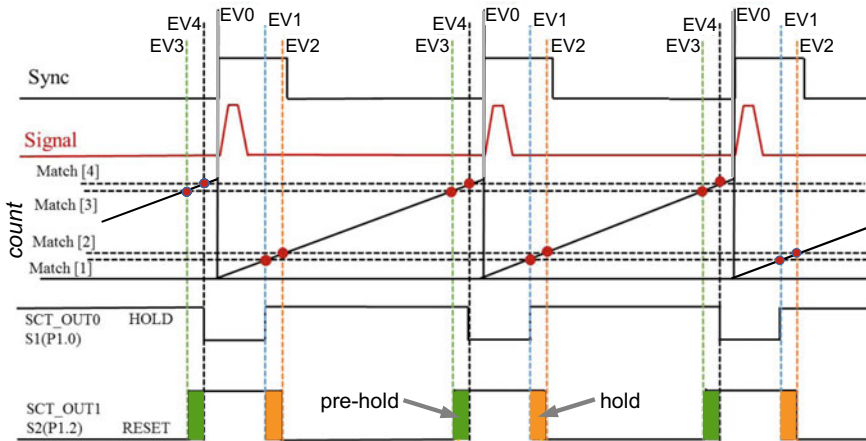 EV0 EV0 EV0
EV4 EV1 EV4 EV1 EV4 EV1
EV3 EV2 EV3 EV2 EV3 EV2
Sync
Signal
Match [4]
Match [3]
count
Match [2]
Match [1]
SCT_OUT0 HOLD
S1(P1.0)
pre-hold hold
SCT_OUT1
S2(P1.2) RESET